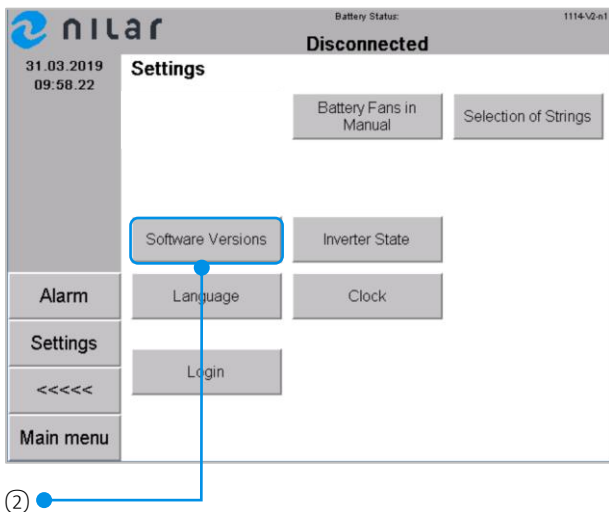 nilar
Battery Status:
1114-V2-n1
Disconnected
31.03.2019
09:58.22
Settings
Battery Fans in
Manual
Selection of Strings
Software Versions
Inverter State
Alarm
Language
Clock
Settings
Login
<<<<<
Main menu
2